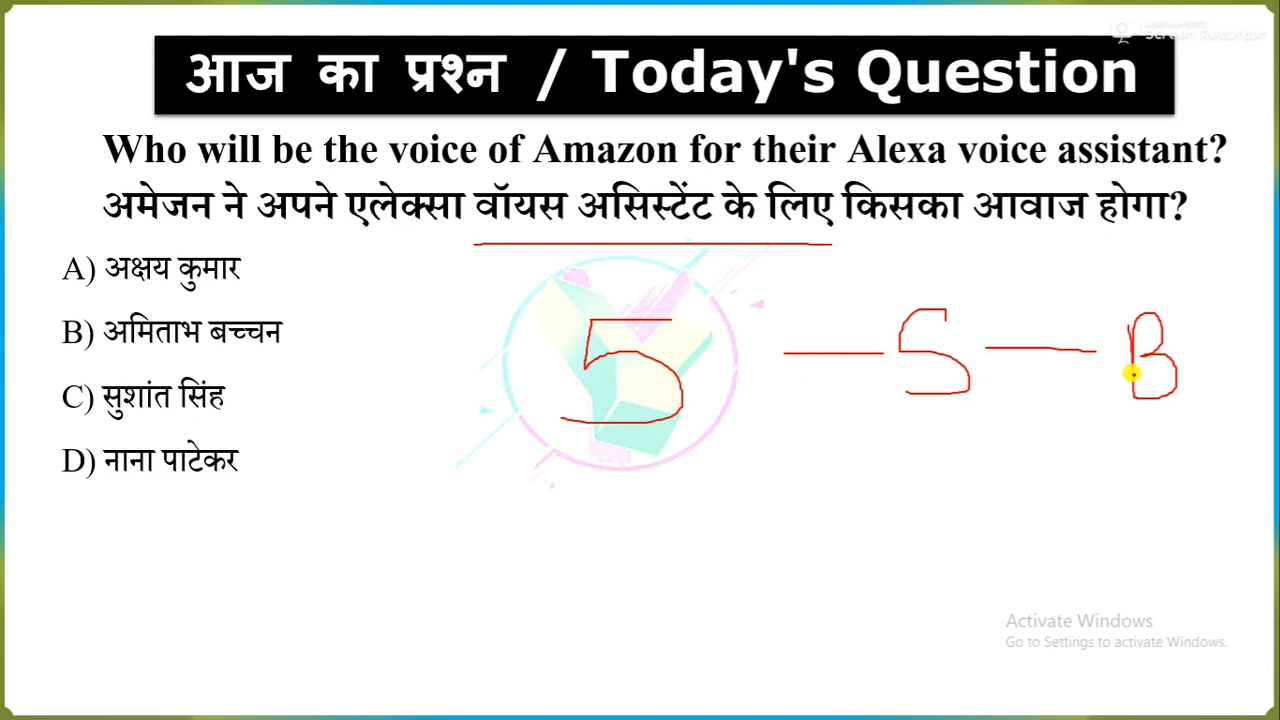 Screen Recorder
आज का प्रश्न / Today's Question
Who will be the voice of Amazon for their Alexa voice assistant?
अमेजन ने अपने एलेक्सा वॉयस असिस्टेंट के लिए किसका आवाज होगा?
A) अक्षय कुमार
B) अमिताभ बच्चन
C) सुशांत सिंह
D) नाना पाटेकर
5 — S — B
Activate Windows
Go to Settings to activate Windows.